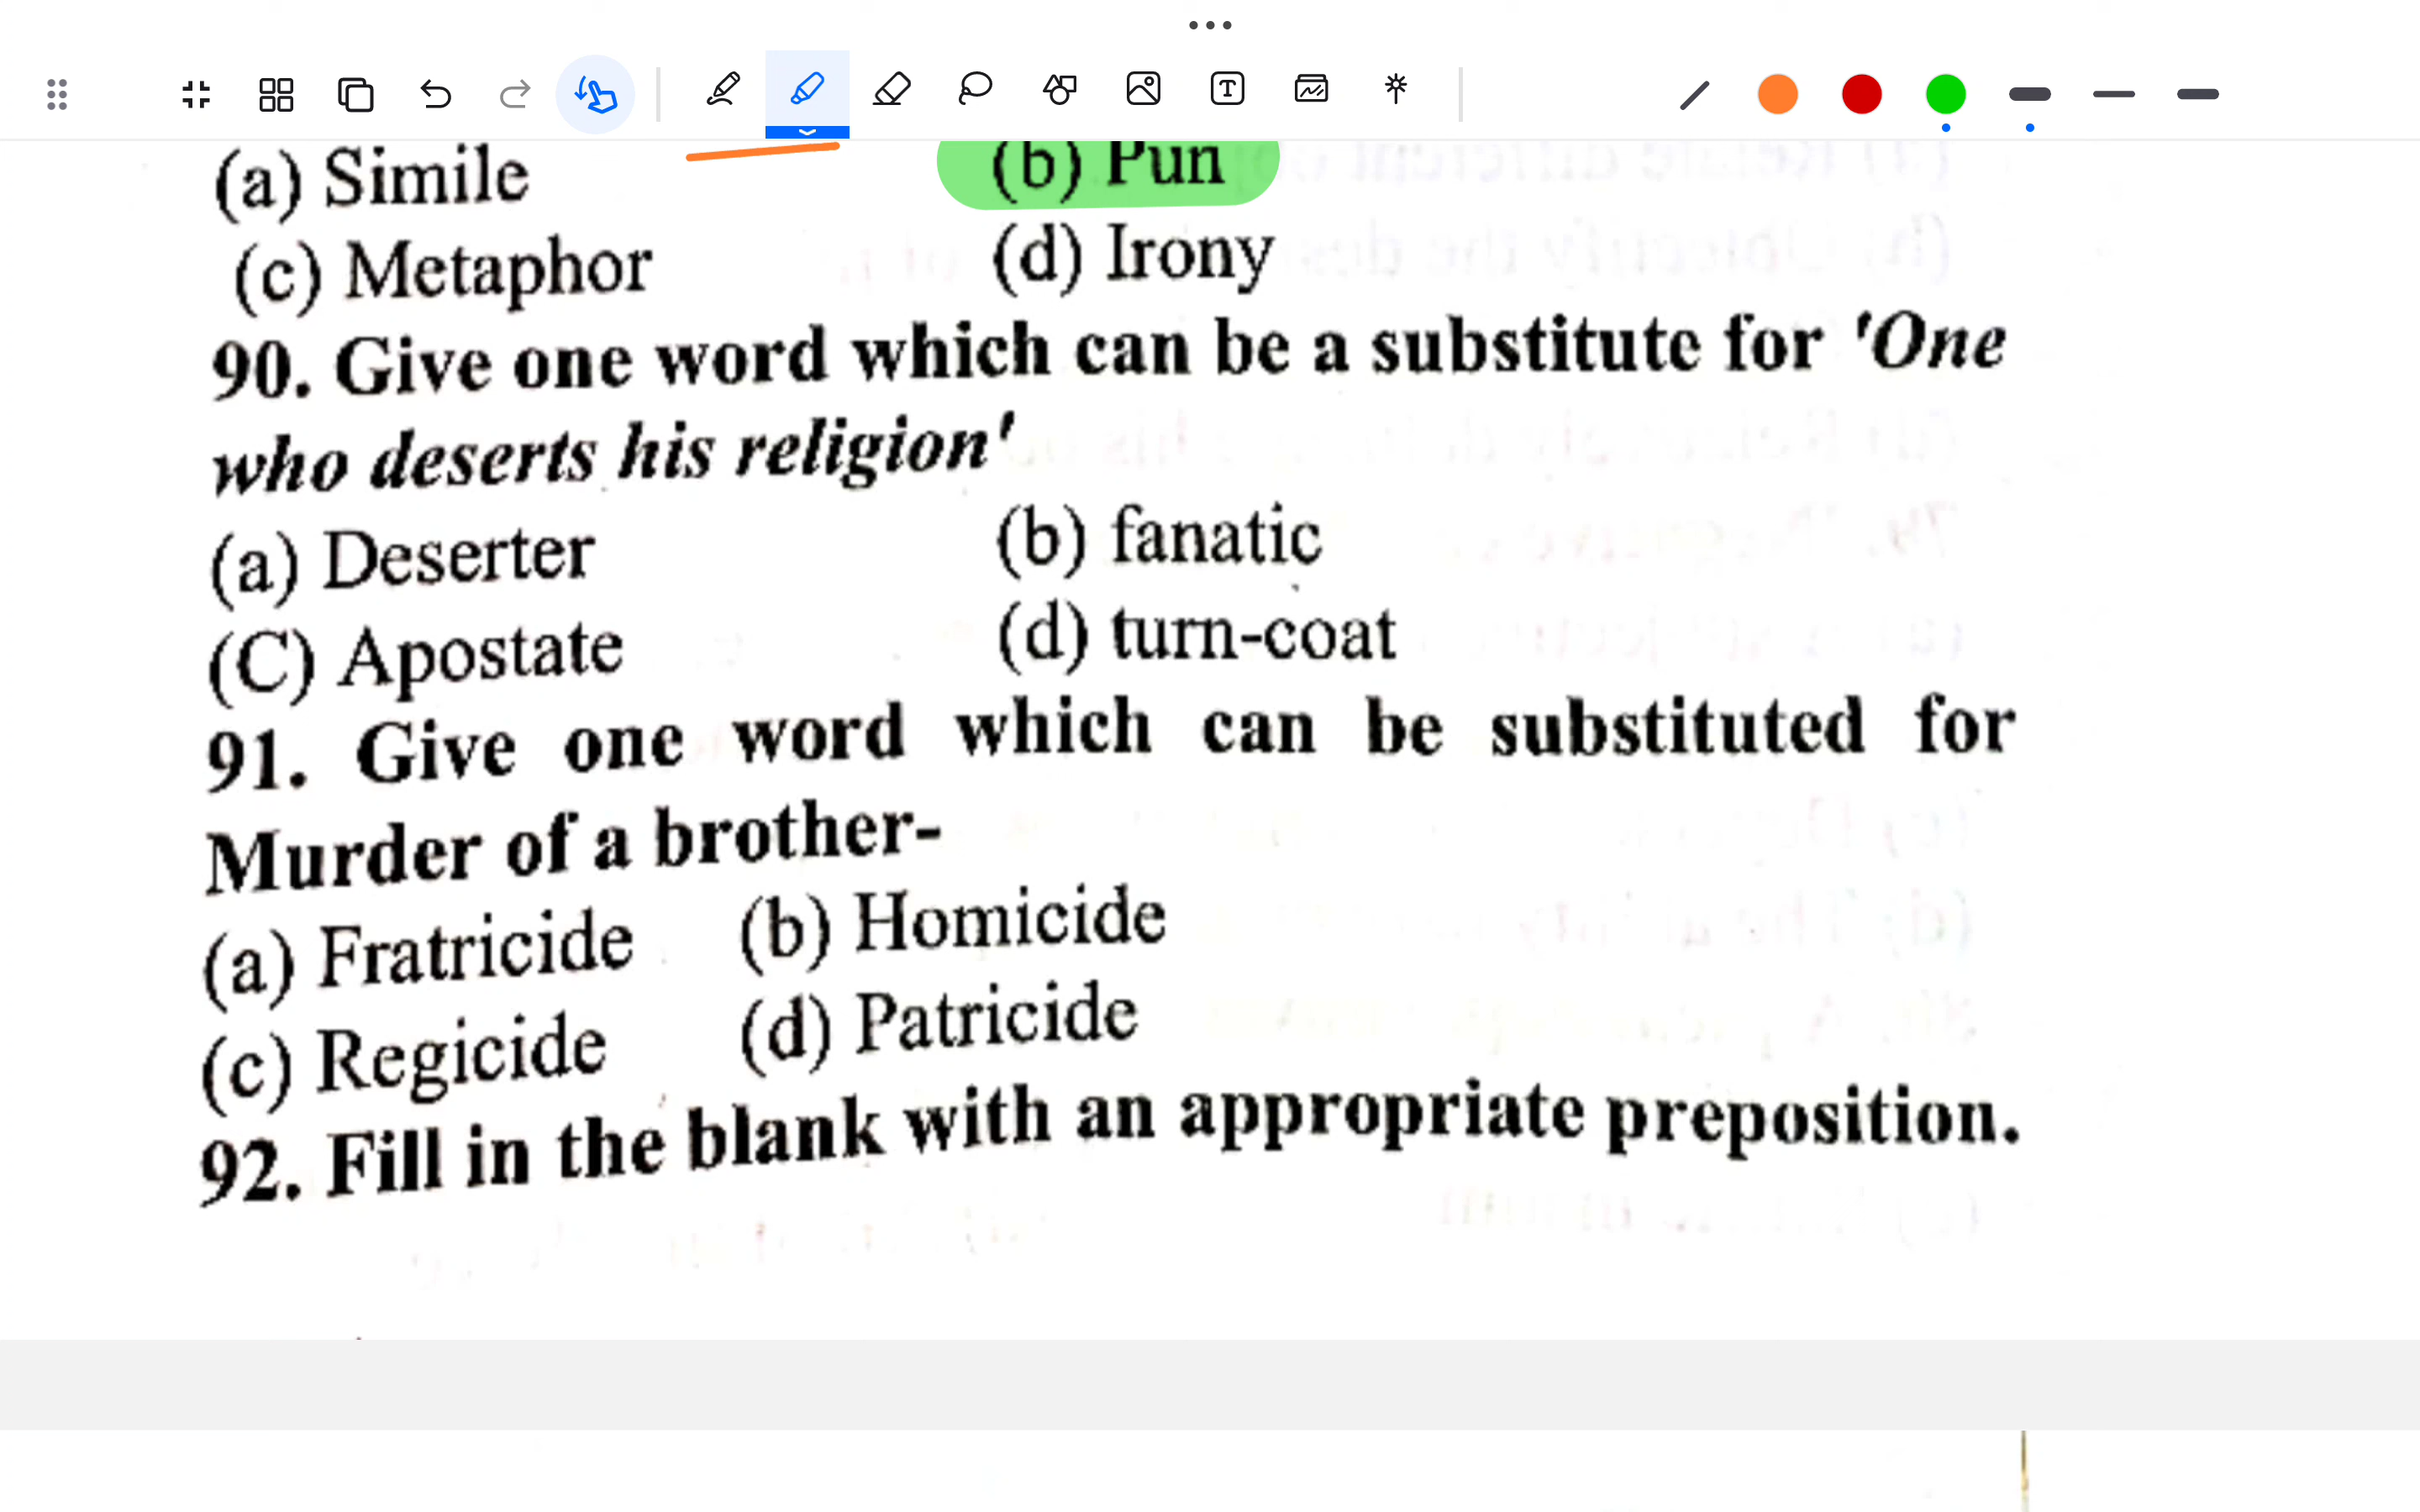 (a) Simile (b) Pun
(c) Metaphor (d) Irony
90. Give one word which can be a substitute for 'One
who deserts his religion'
(a) Deserter (b) fanatic
(C) Apostate (d) turn-coat
91. Give one word which can be substituted for
Murder of a brother-
(a) Fratricide (b) Homicide
(c) Regicide (d) Patricide
92. Fill in the blank with an appropriate preposition.